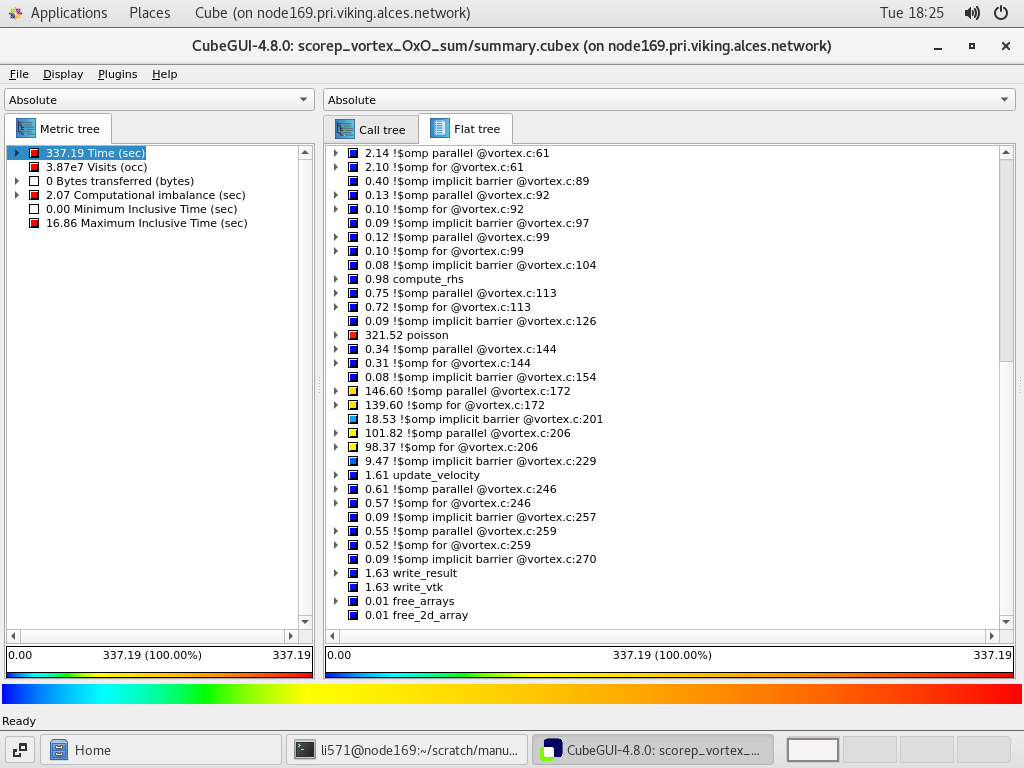 Applications Places Cube (on node169.pri.viking.alces.network) Tue 18:25
CubeGUI-4.8.0: scorep_vortex_OxO_sum/summary.cubex (on node169.pri.viking.alces.network)
File Display Plugins Help
Absolute
Absolute
Metric tree
Call tree
Flat tree
337.19 Time (sec)
3.87e7 Visits (occ)
0 Bytes transferred (bytes)
2.07 Computational imbalance (sec)
0.00 Minimum Inclusive Time (sec)
16.86 Maximum Inclusive Time (sec)
2.14 !$omp parallel @vortex.c:61
2.10 !$omp for @vortex.c:61
0.40 !$omp implicit barrier @vortex.c:89
0.13 !$omp parallel @vortex.c:92
0.10 !$omp for @vortex.c:92
0.09 !$omp implicit barrier @vortex.c:97
0.12 !$omp parallel @vortex.c:99
0.10 !$omp for @vortex.c:99
0.08 !$omp implicit barrier @vortex.c:104
0.98 compute_rhs
0.75 !$omp parallel @vortex.c:113
0.72 !$omp for @vortex.c:113
0.09 !$omp implicit barrier @vortex.c:126
321.52 poisson
0.34 !$omp parallel @vortex.c:144
0.31 !$omp for @vortex.c:144
0.08 !$omp implicit barrier @vortex.c:154
146.60 !$omp parallel @vortex.c:172
139.60 !$omp for @vortex.c:172
18.53 !$omp implicit barrier @vortex.c:201
101.82 !$omp parallel @vortex.c:206
98.37 !$omp for @vortex.c:206
9.47 !$omp implicit barrier @vortex.c:229
1.61 update_velocity
0.61 !$omp parallel @vortex.c:246
0.57 !$omp for @vortex.c:246
0.09 !$omp implicit barrier @vortex.c:257
0.55 !$omp parallel @vortex.c:259
0.52 !$omp for @vortex.c:259
0.09 !$omp implicit barrier @vortex.c:270
1.63 write_result
1.63 write_vtk
0.01 free_arrays
0.01 free_2d_array
0.00 337.19 (100.00%) 337.19
0.00 337.19 (100.00%) 337.19
Ready
Home
li571@node169:~/scratch/manu...
CubeGUI-4.8.0: scorep_vortex_...